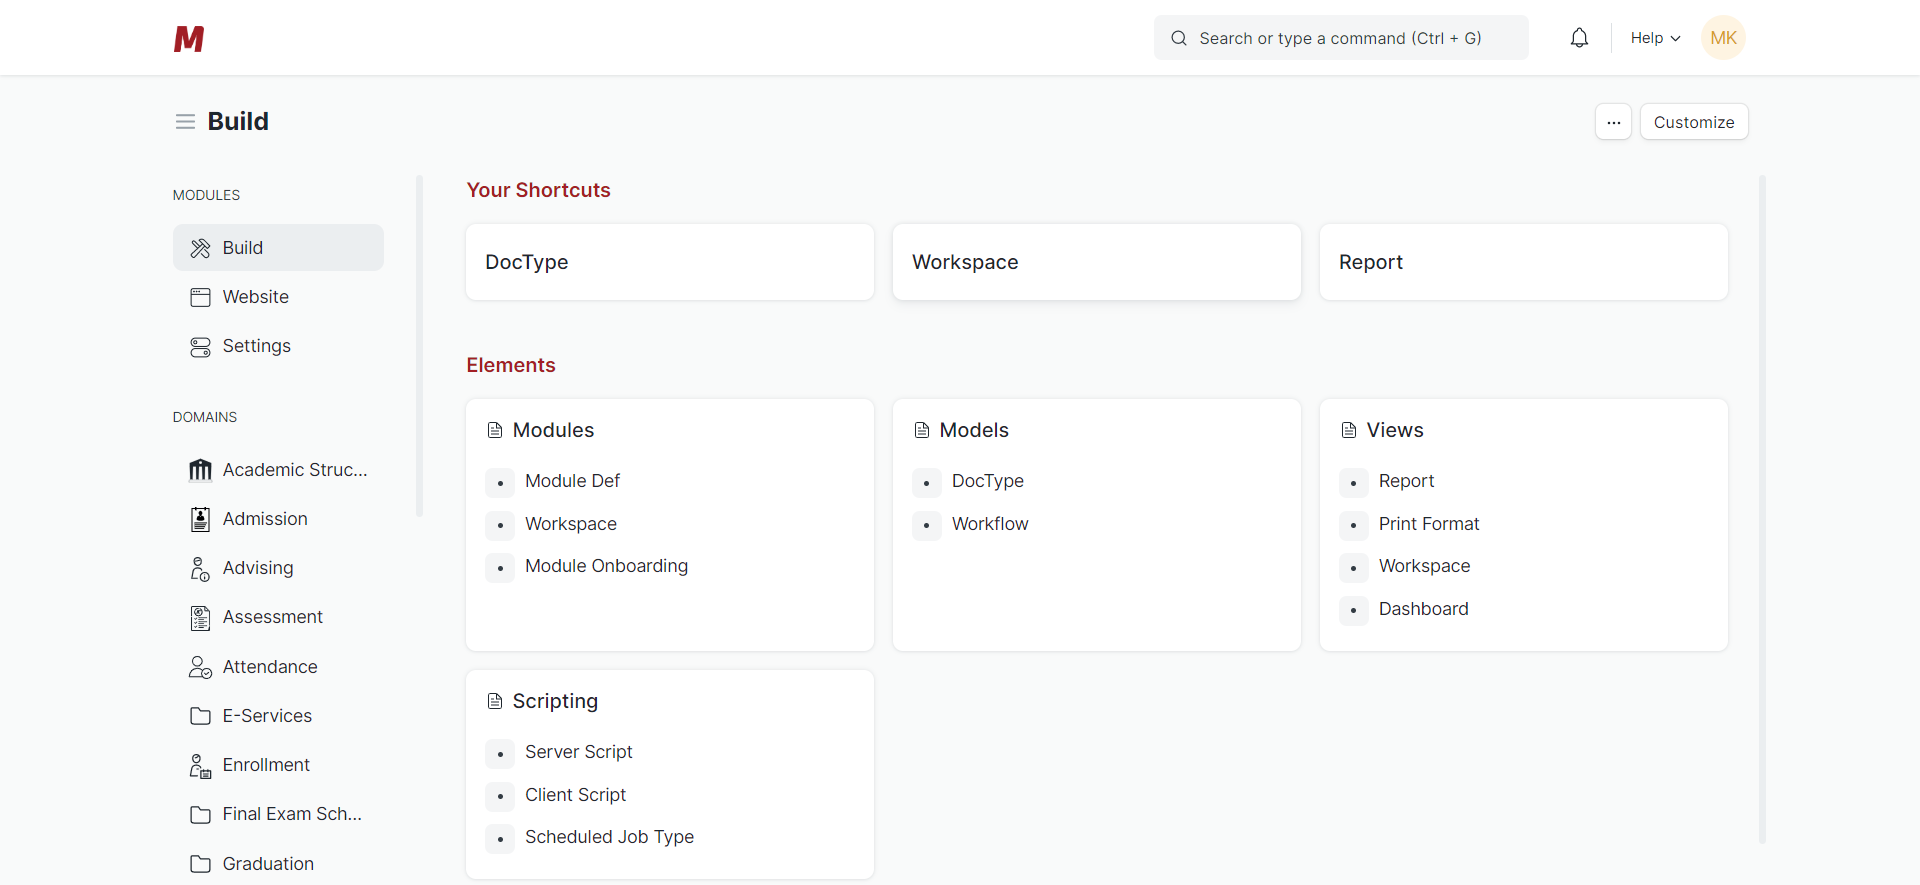 M
Search or type a command (Ctrl + G)
Help
MK
Build
...
Customize
MODULES
Build
Website
Settings
DOMAINS
Academic Struc...
Admission
Advising
Assessment
Attendance
E-Services
Enrollment
Final Exam Sch...
Graduation
Your Shortcuts
DocType
Workspace
Report
Elements
Modules
Module Def
Workspace
Module Onboarding
Models
DocType
Workflow
Views
Report
Print Format
Workspace
Dashboard
Scripting
Server Script
Client Script
Scheduled Job Type